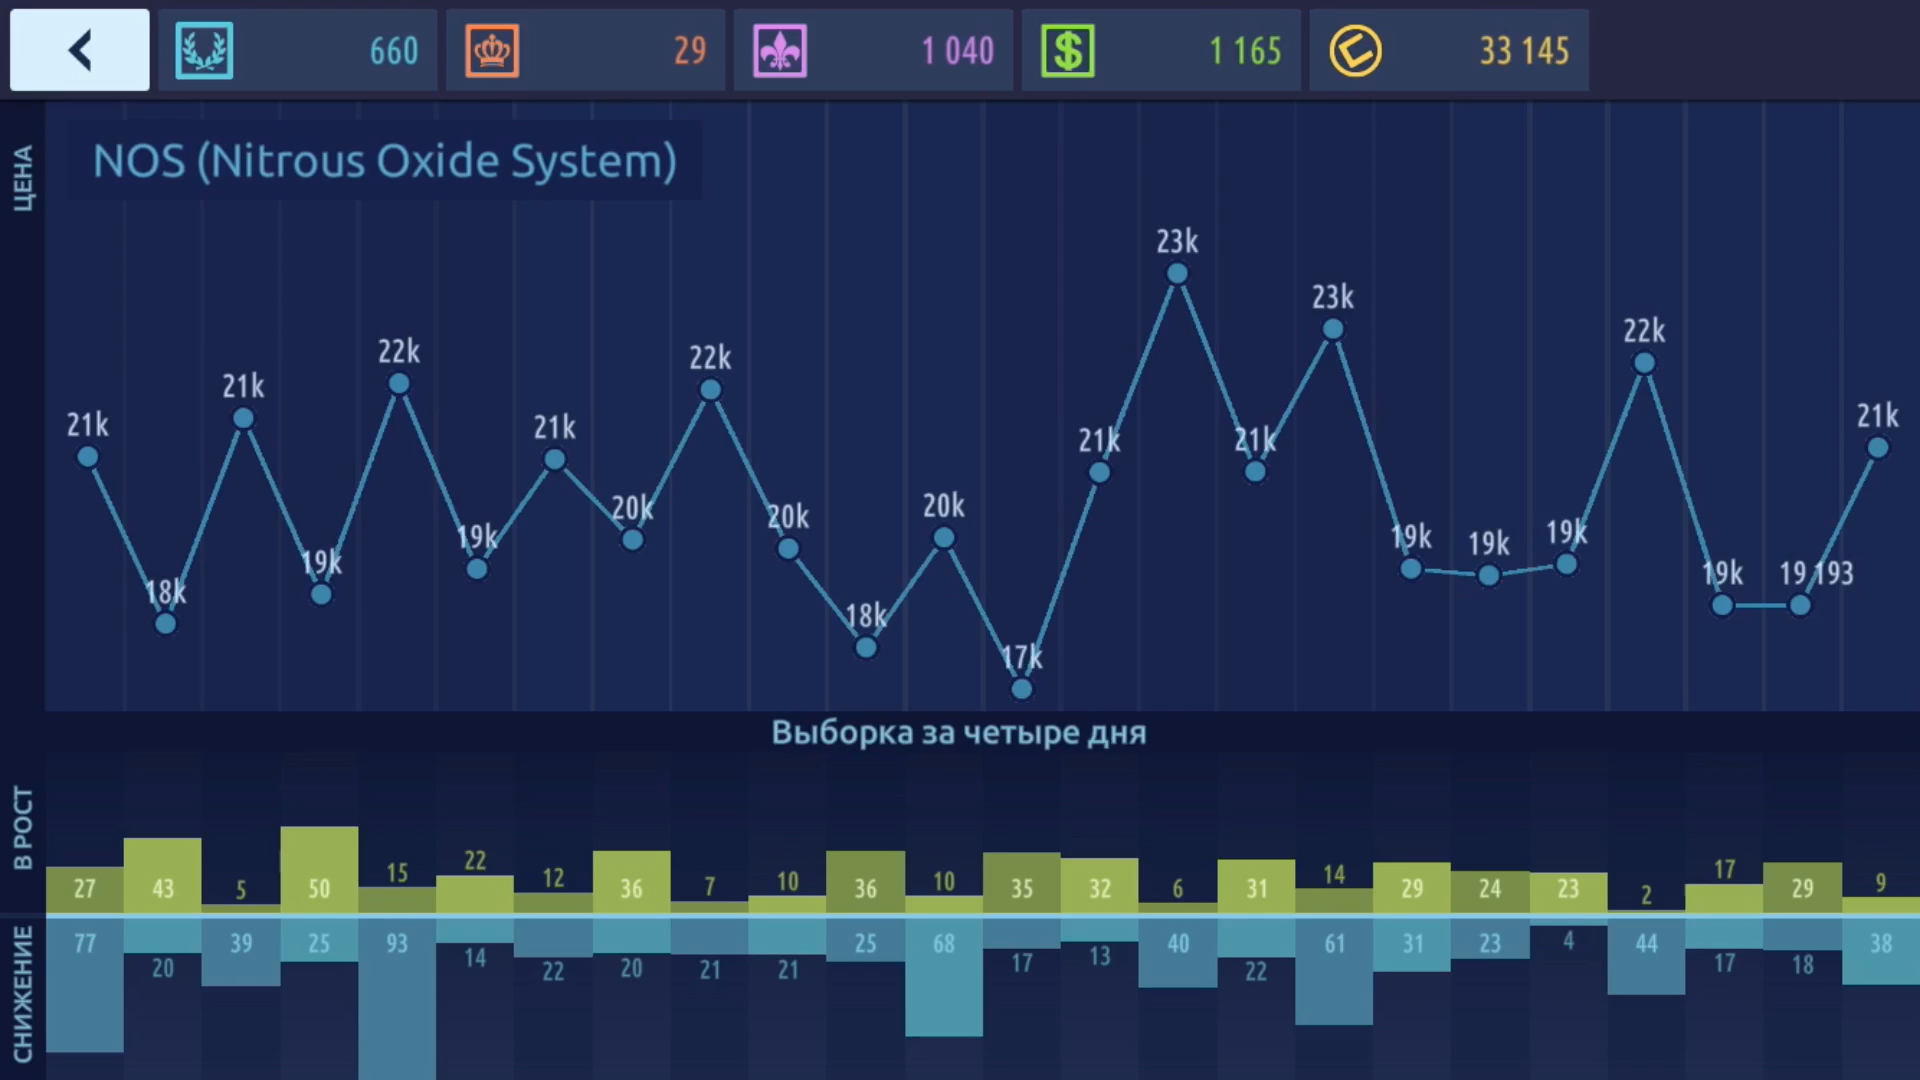 660 29 1 040 1 165 33 145
ЦЕНА
NOS (Nitrous Oxide System)
21k 18k 21k 19k 22k 19k 21k 20k 22k 20k 18k 20k 17k 21k 23k 21k 23k 19k 19k 19k 22k 19k 19 193 21k
Выборка за четыре дня
В РОСТ
27 43 5 50 15 22 12 36 7 10 36 10 35 32 6 31 14 29 24 23 2 17 29 9
СНИЖЕНИЕ
77 20 39 25 93 14 22 20 21 21 25 68 17 13 40 22 61 31 23 4 44 17 18 38